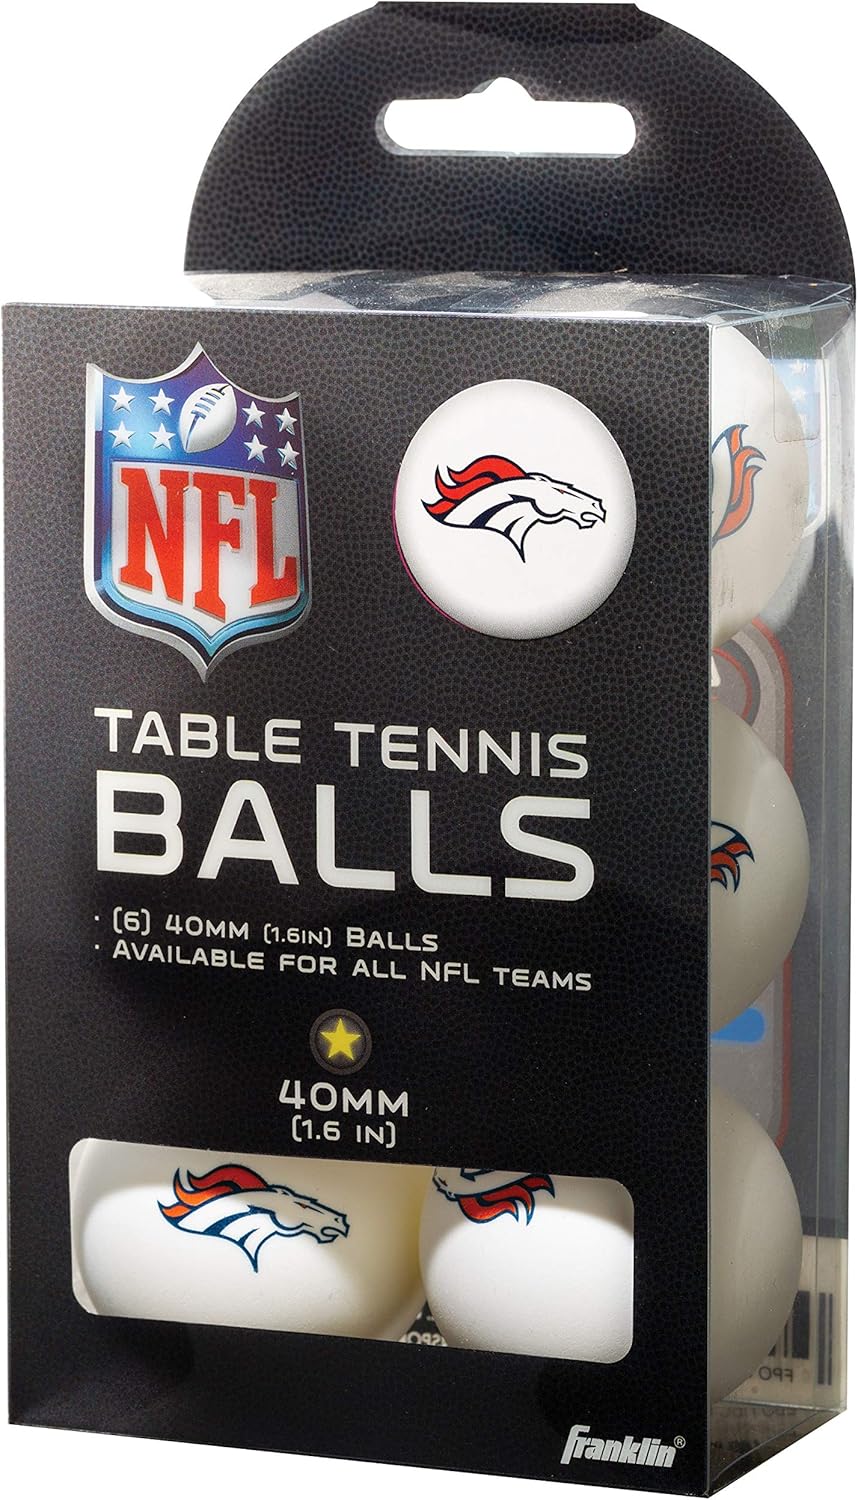 NFL
TABLE TENNIS
BALLS
· (6) 40MM (1.6IN) BALLS
· AVAILABLE FOR ALL NFL TEAMS
40MM
(1.6 IN)
franklin®
FPO